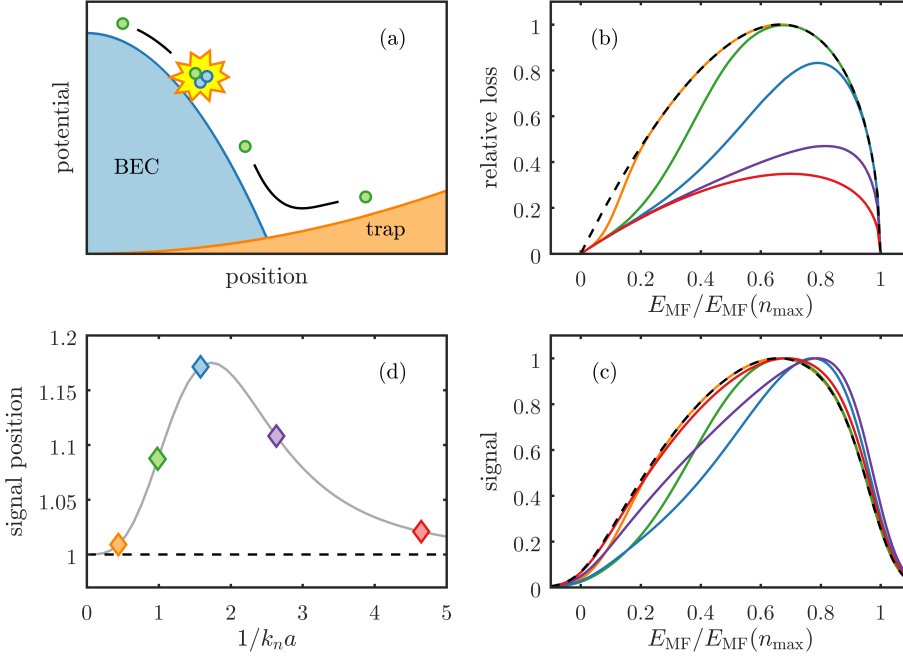 (a)
potential
BEC
trap
position
(b)
relative loss
1
0.8
0.6
0.4
0.2
0
0
0.2
0.4
0.6
0.8
1
E_MF/E_MF(n_max)
(d)
signal position
1.2
1.15
1.1
1.05
1
0
1
2
3
4
5
1/k_n a
(c)
signal
1
0.8
0.6
0.4
0.2
0
0
0.2
0.4
0.6
0.8
1
E_MF/E_MF(n_max)